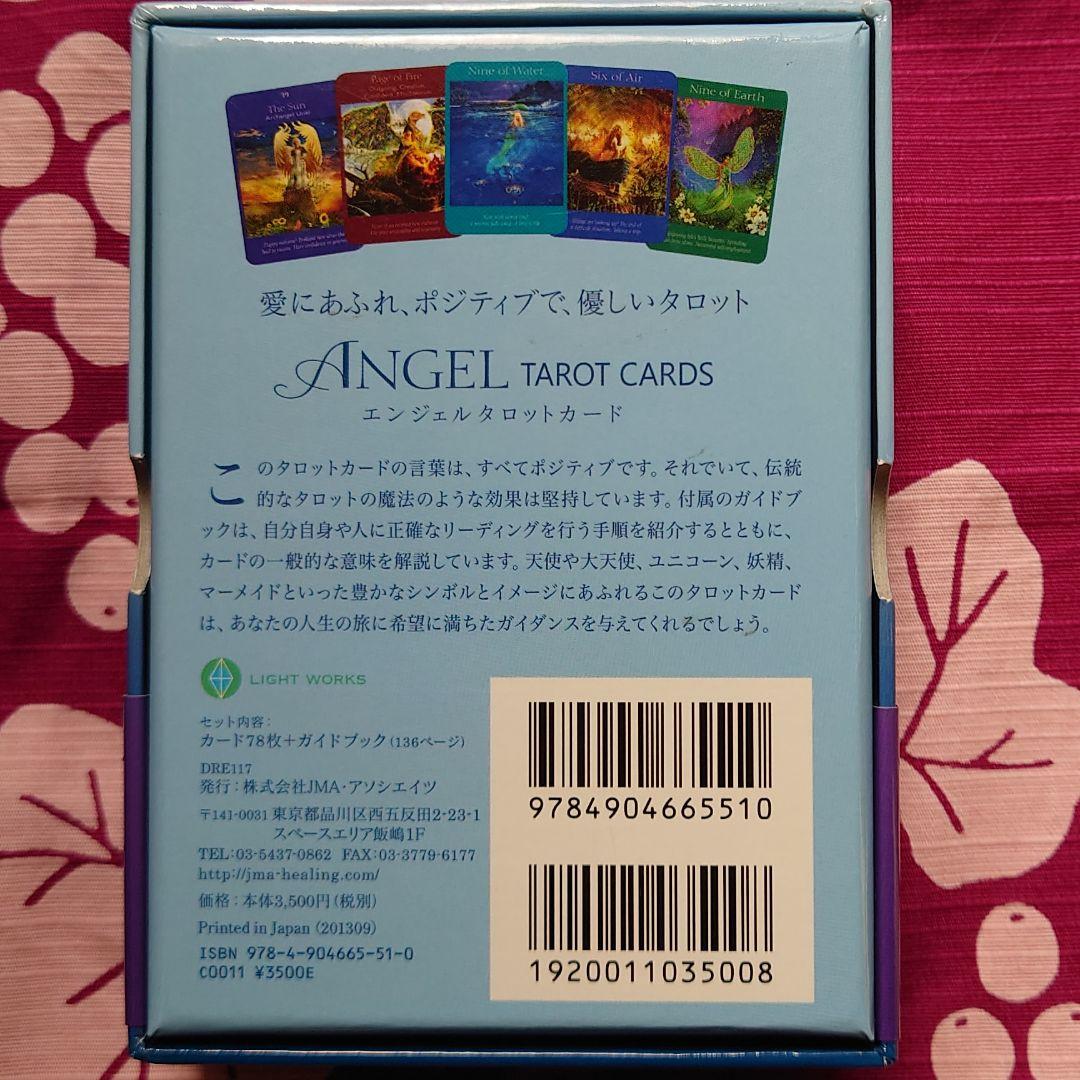 19
The Sun
Archangel Uriel
Page of Fire
Nine of Water
Six of Air
Nine of Earth
愛にあふれ、ポジティブで、優しいタロット
ANGEL TAROT CARDS
エンジェルタロットカード
このタロットカードの言葉は、すべてポジティブです。それでいて、伝統
的なタロットの魔法のような効果は堅持しています。付属のガイドブ
ックは、自分自身や人に正確なリーディングを行う手順を紹介するとともに、
カードの一般的な意味を解説しています。天使や大天使、ユニコーン、妖精、
マーメイドといった豊かなシンボルとイメージにあふれるこのタロットカード
は、あなたの人生の旅に希望に満ちたガイダンスを与えてくれるでしょう。
LIGHT WORKS
セット内容：
カード78枚＋ガイドブック（136ページ）
DRE117
発行：株式会社JMA・アソシエイツ
〒141-0031 東京都品川区西五反田2-23-1
スペースエリア飯嶋1F
TEL:03-5437-0862 FAX:03-3779-6177
http://jma-healing.com/
価格：本体3,500円（税別）
Printed in Japan (201309)
ISBN 978-4-904665-51-0
C0011 ¥3500E
9784904665510
1920011035008